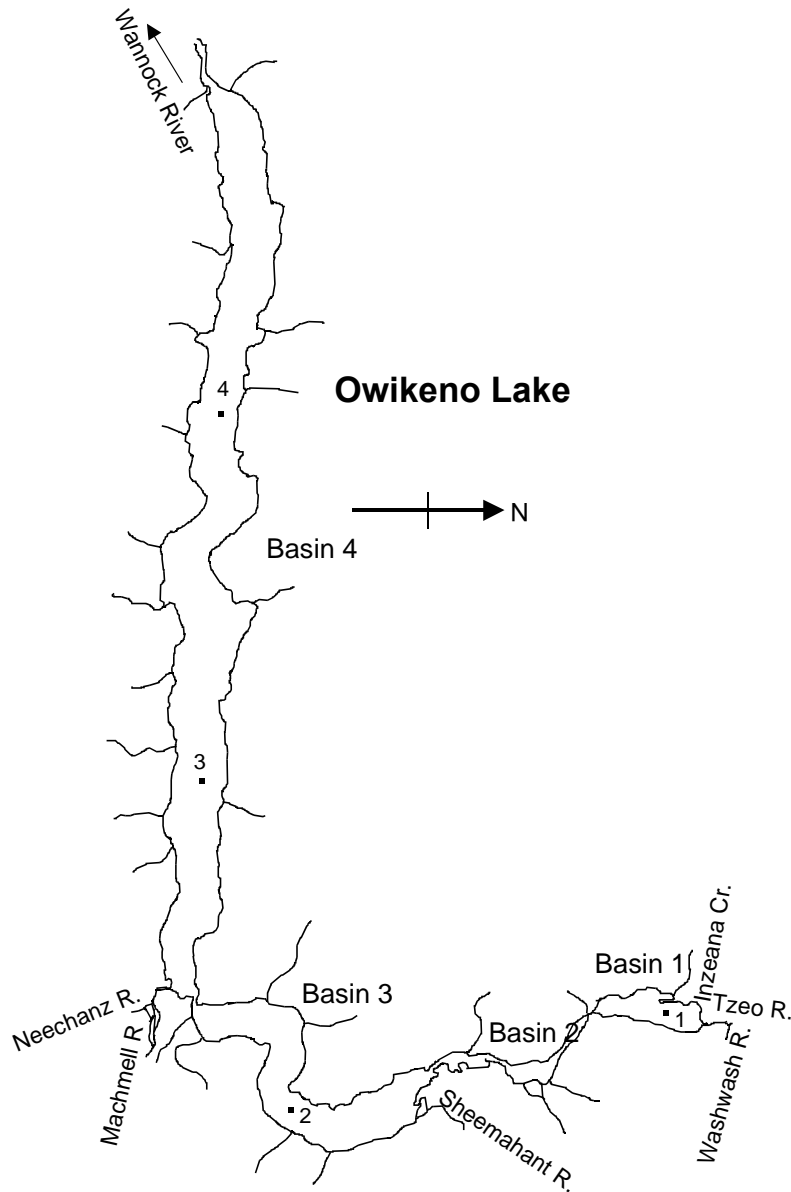 Wannock River
4
Owikeno Lake
N
Basin 4
3
Basin 1
Inzeana Cr.
Basin 3
Tzeo R.
Neechanz R.
1
Basin 2
Machmell R.
Washwash R.
2
Sheemahant R.